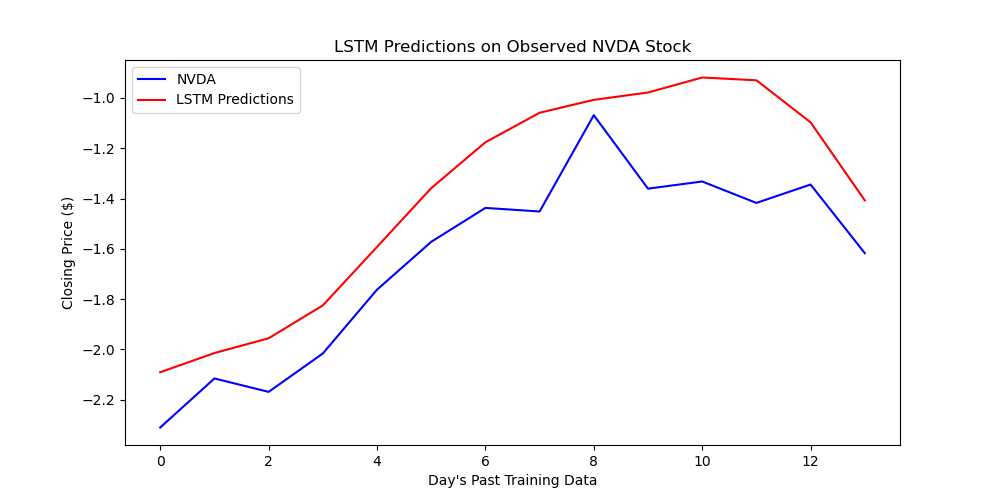 LSTM Predictions on Observed NVDA Stock
NVDA
LSTM Predictions
Closing Price ($)
−1.0
−1.2
−1.4
−1.6
−1.8
−2.0
−2.2
0 2 4 6 8 10 12
Day's Past Training Data